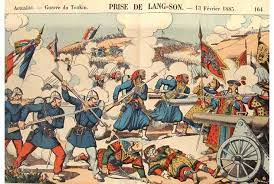 Actualité. — Guerre du Tonkin. PRISE DE LANG-SON. — 13 Février 1885. 164